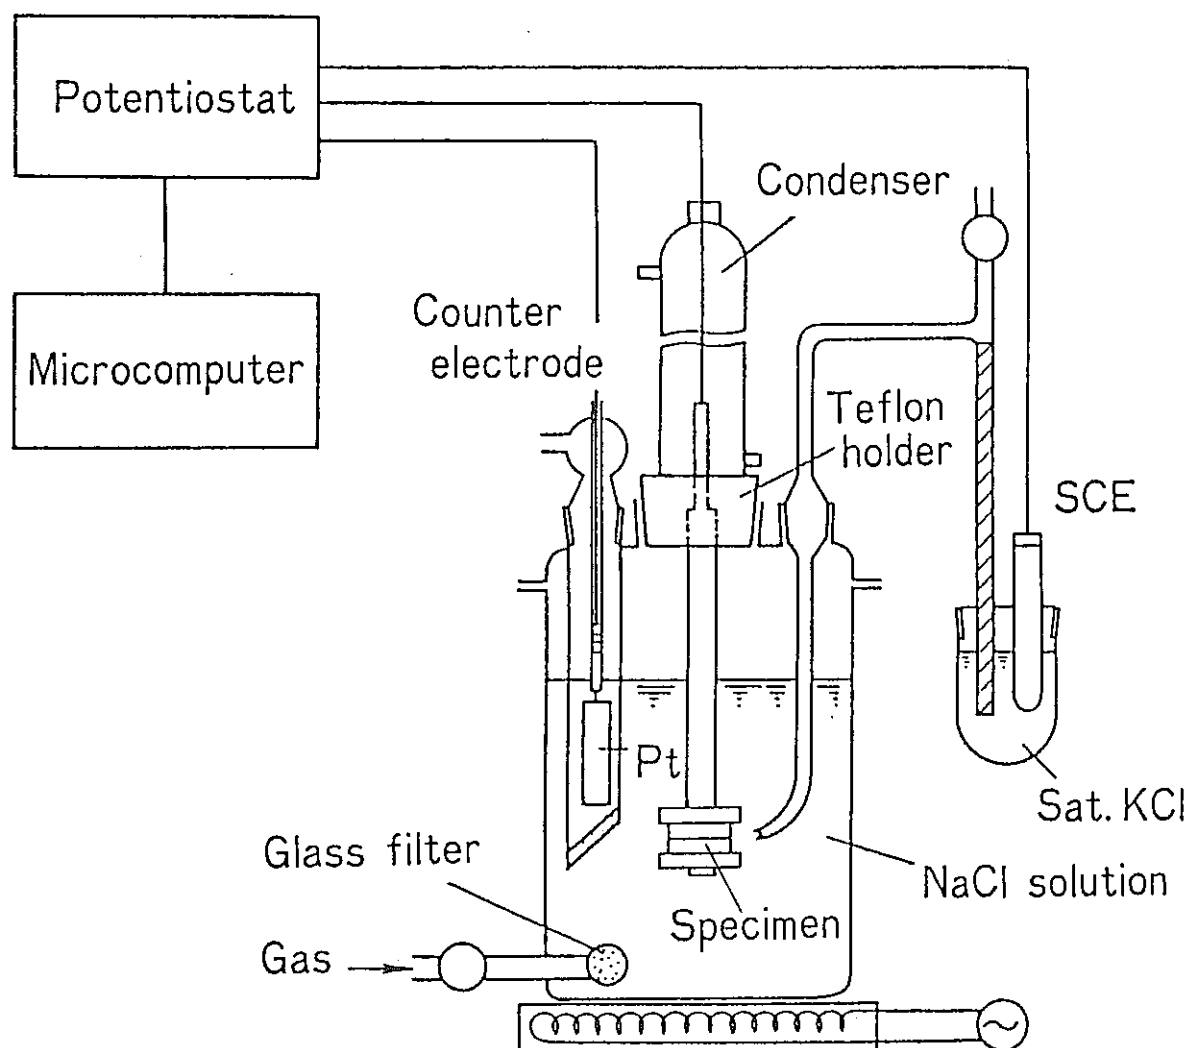 Potentiostat
Condenser
Counter
electrode
Microcomputer
Teflon
holder
SCE
Pt
Sat. KCl
Glass filter
NaCl solution
Specimen
Gas
~